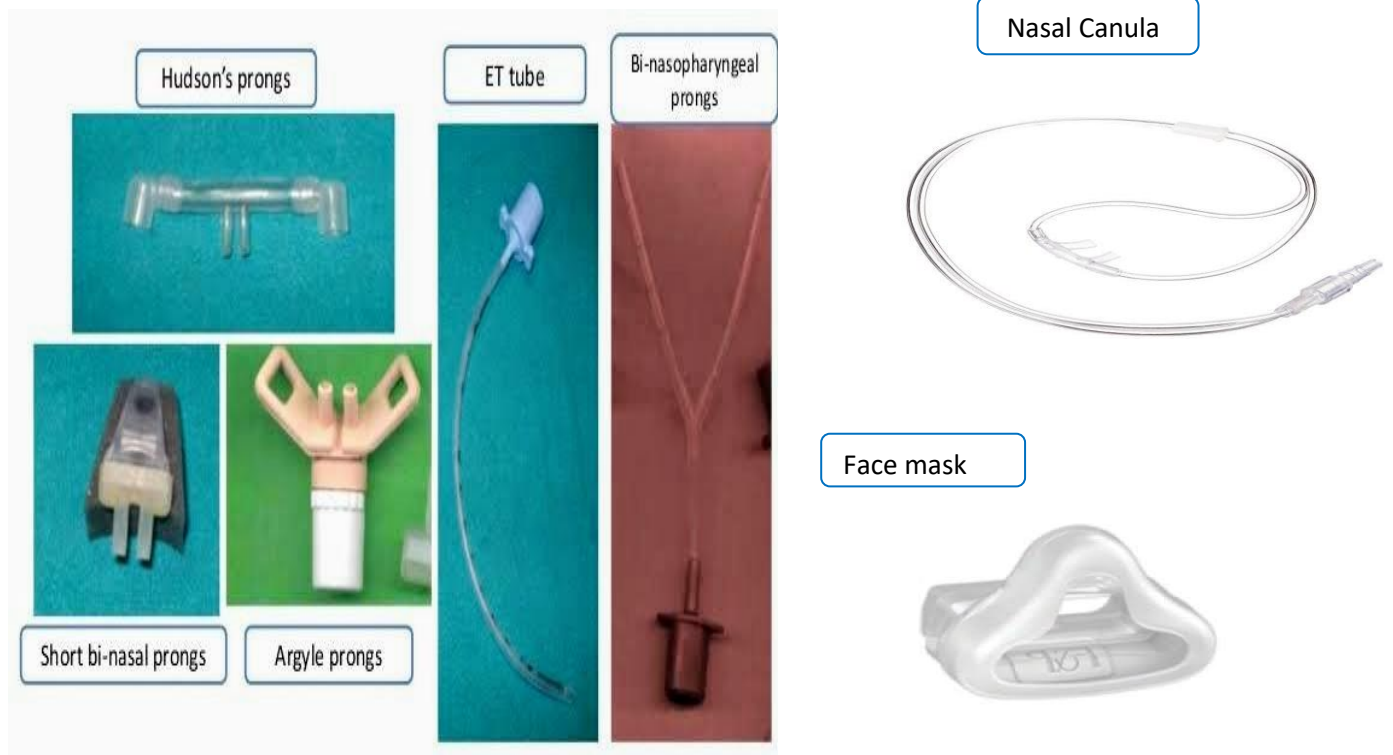 Hudson's prongs
ET tube
Bi-nasopharyngeal
prongs
Nasal Canula
Short bi-nasal prongs
Argyle prongs
Face mask